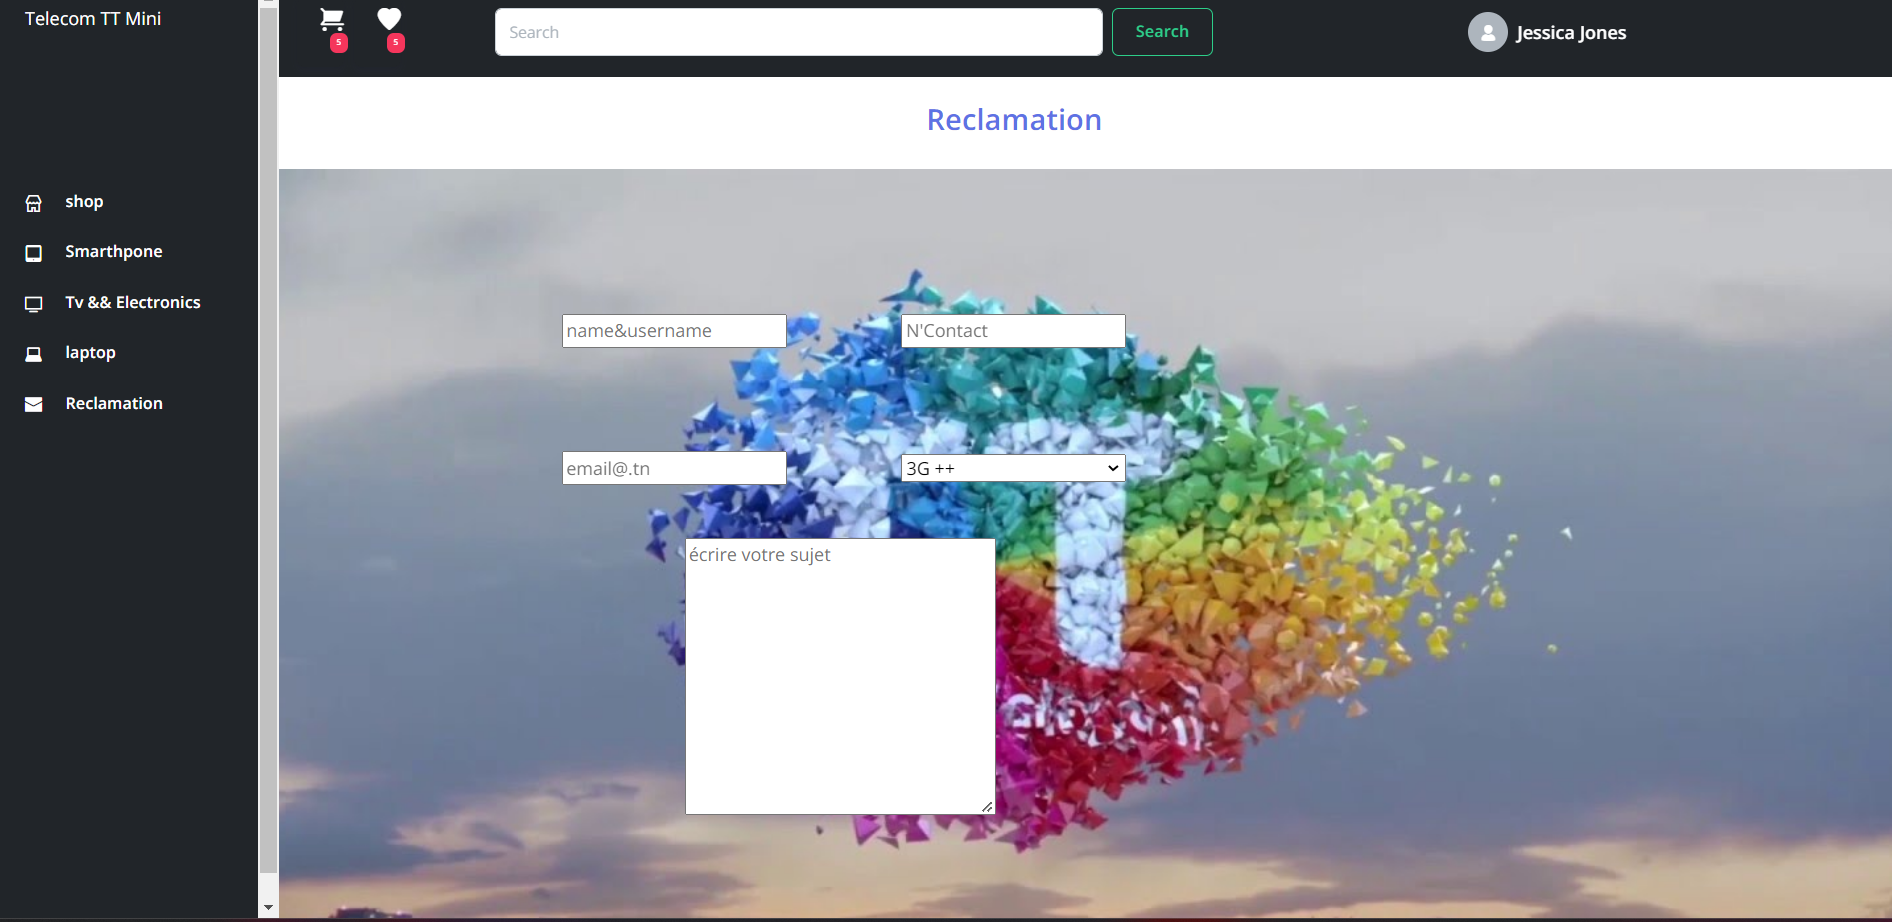 Telecom TT Mini
5
5
Search
Search
Jessica Jones
Reclamation
shop
Smarthpone
Tv && Electronics
laptop
Reclamation
name&username
N'Contact
email@.tn
3G ++
écrire votre sujet